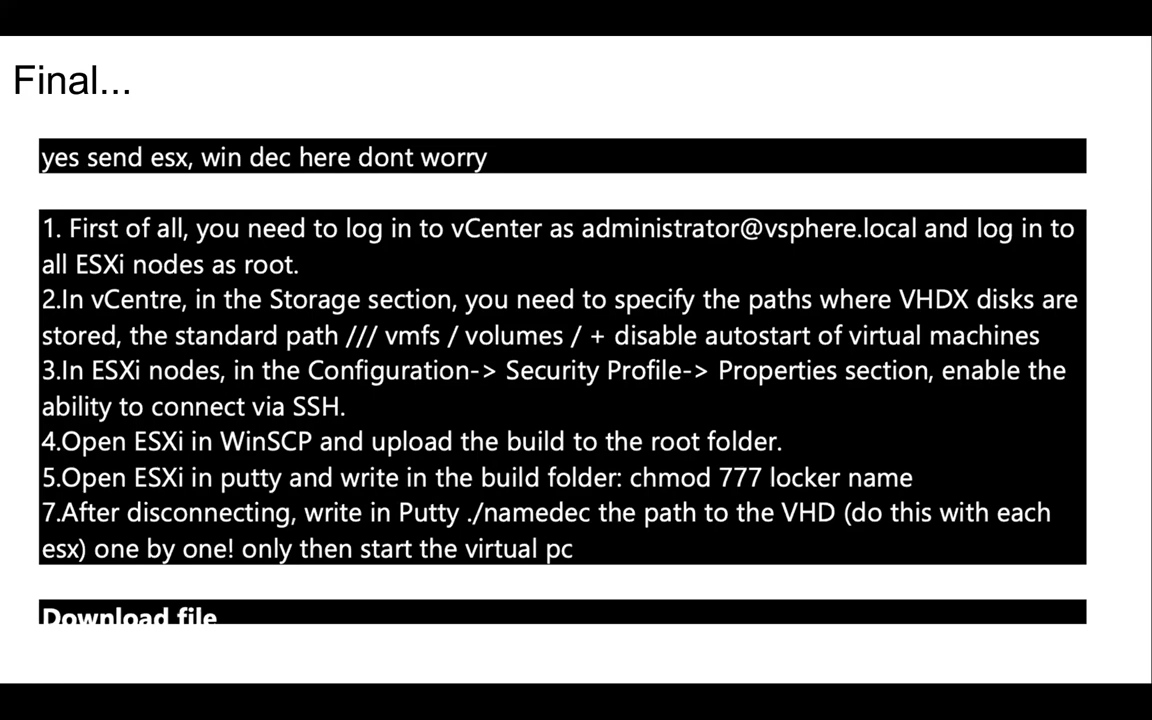 Final...
yes send esx, win dec here dont worry
1. First of all, you need to log in to vCenter as administrator@vsphere.local and log in to
all ESXi nodes as root.
2.In vCentre, in the Storage section, you need to specify the paths where VHDX disks are
stored, the standard path /// vmfs / volumes / + disable autostart of virtual machines
3.In ESXi nodes, in the Configuration-> Security Profile-> Properties section, enable the
ability to connect via SSH.
4.Open ESXi in WinSCP and upload the build to the root folder.
5.Open ESXi in putty and write in the build folder: chmod 777 locker name
7.After disconnecting, write in Putty ./namedec the path to the VHD (do this with each
esx) one by one! only then start the virtual pc
Download file